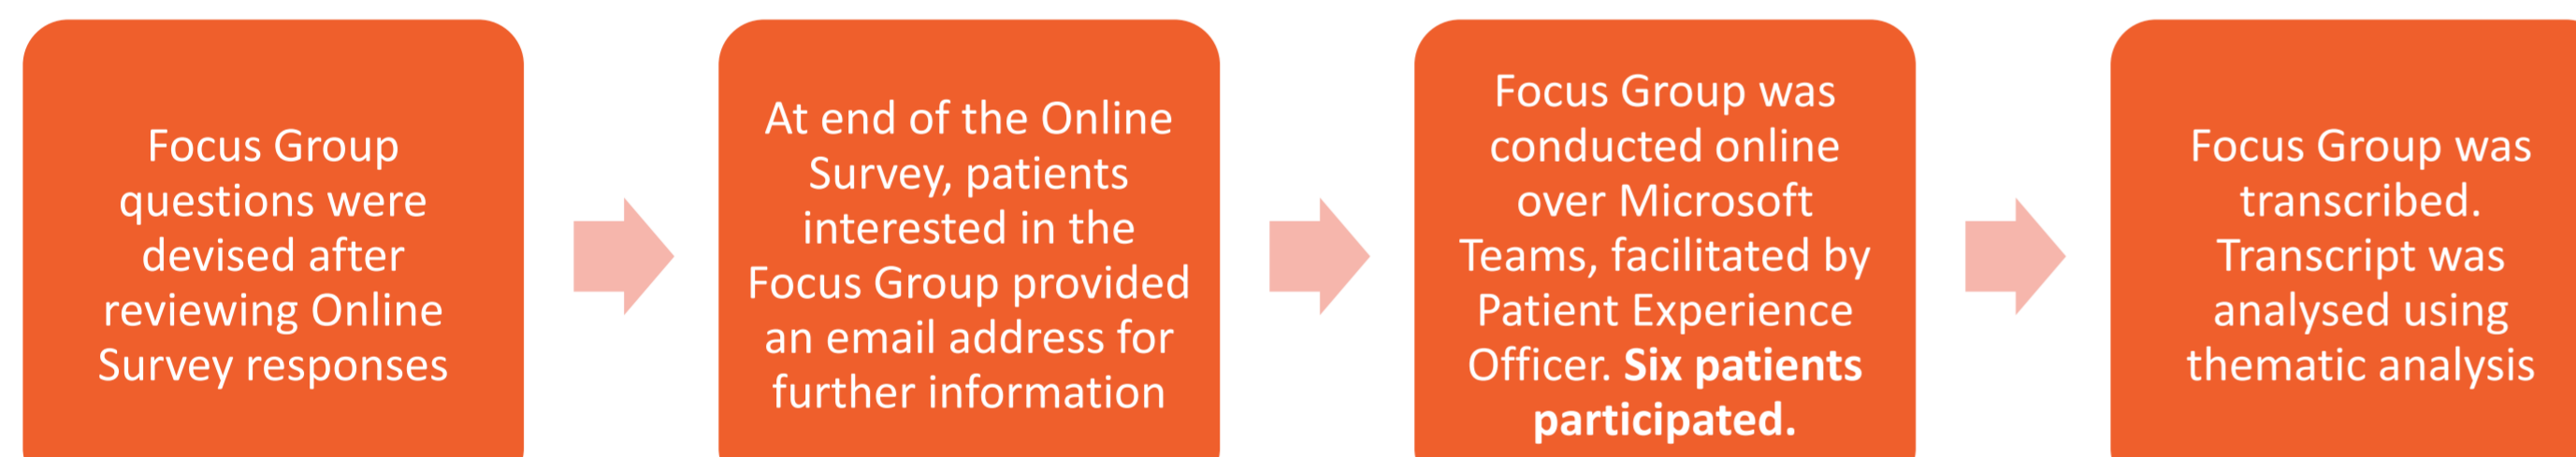 Focus Group
questions were
devised after
reviewing Online
Survey responses
At end of the Online
Survey, patients
interested in the
Focus Group provided
an email address for
further information
Focus Group was
conducted online
over Microsoft
Teams, facilitated by
Patient Experience
Officer. Six patients
participated.
Focus Group was
transcribed.
Transcript was
analysed using
thematic analysis